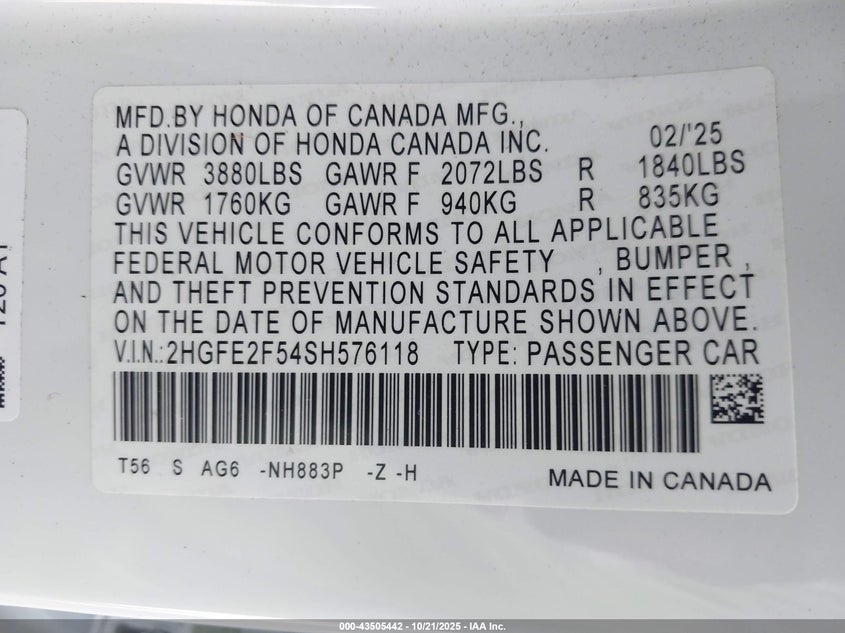 MFD.BY HONDA OF CANADA MFG.,
A DIVISION OF HONDA CANADA INC. 02/'25
GVWR 3880LBS GAWR F 2072LBS R 1840LBS
GVWR 1760KG GAWR F 940KG R 835KG
THIS VEHICLE CONFORMS TO ALL APPLICABLE
FEDERAL MOTOR VEHICLE SAFETY , BUMPER ,
AND THEFT PREVENTION STANDARDS IN EFFECT
ON THE DATE OF MANUFACTURE SHOWN ABOVE.
V.I.N.:2HGFE2F54SH576118 TYPE: PASSENGER CAR
T56 S AG6 -NH883P -Z -H
MADE IN CANADA
000-43505442 - 10/21/2025 - IAA Inc.